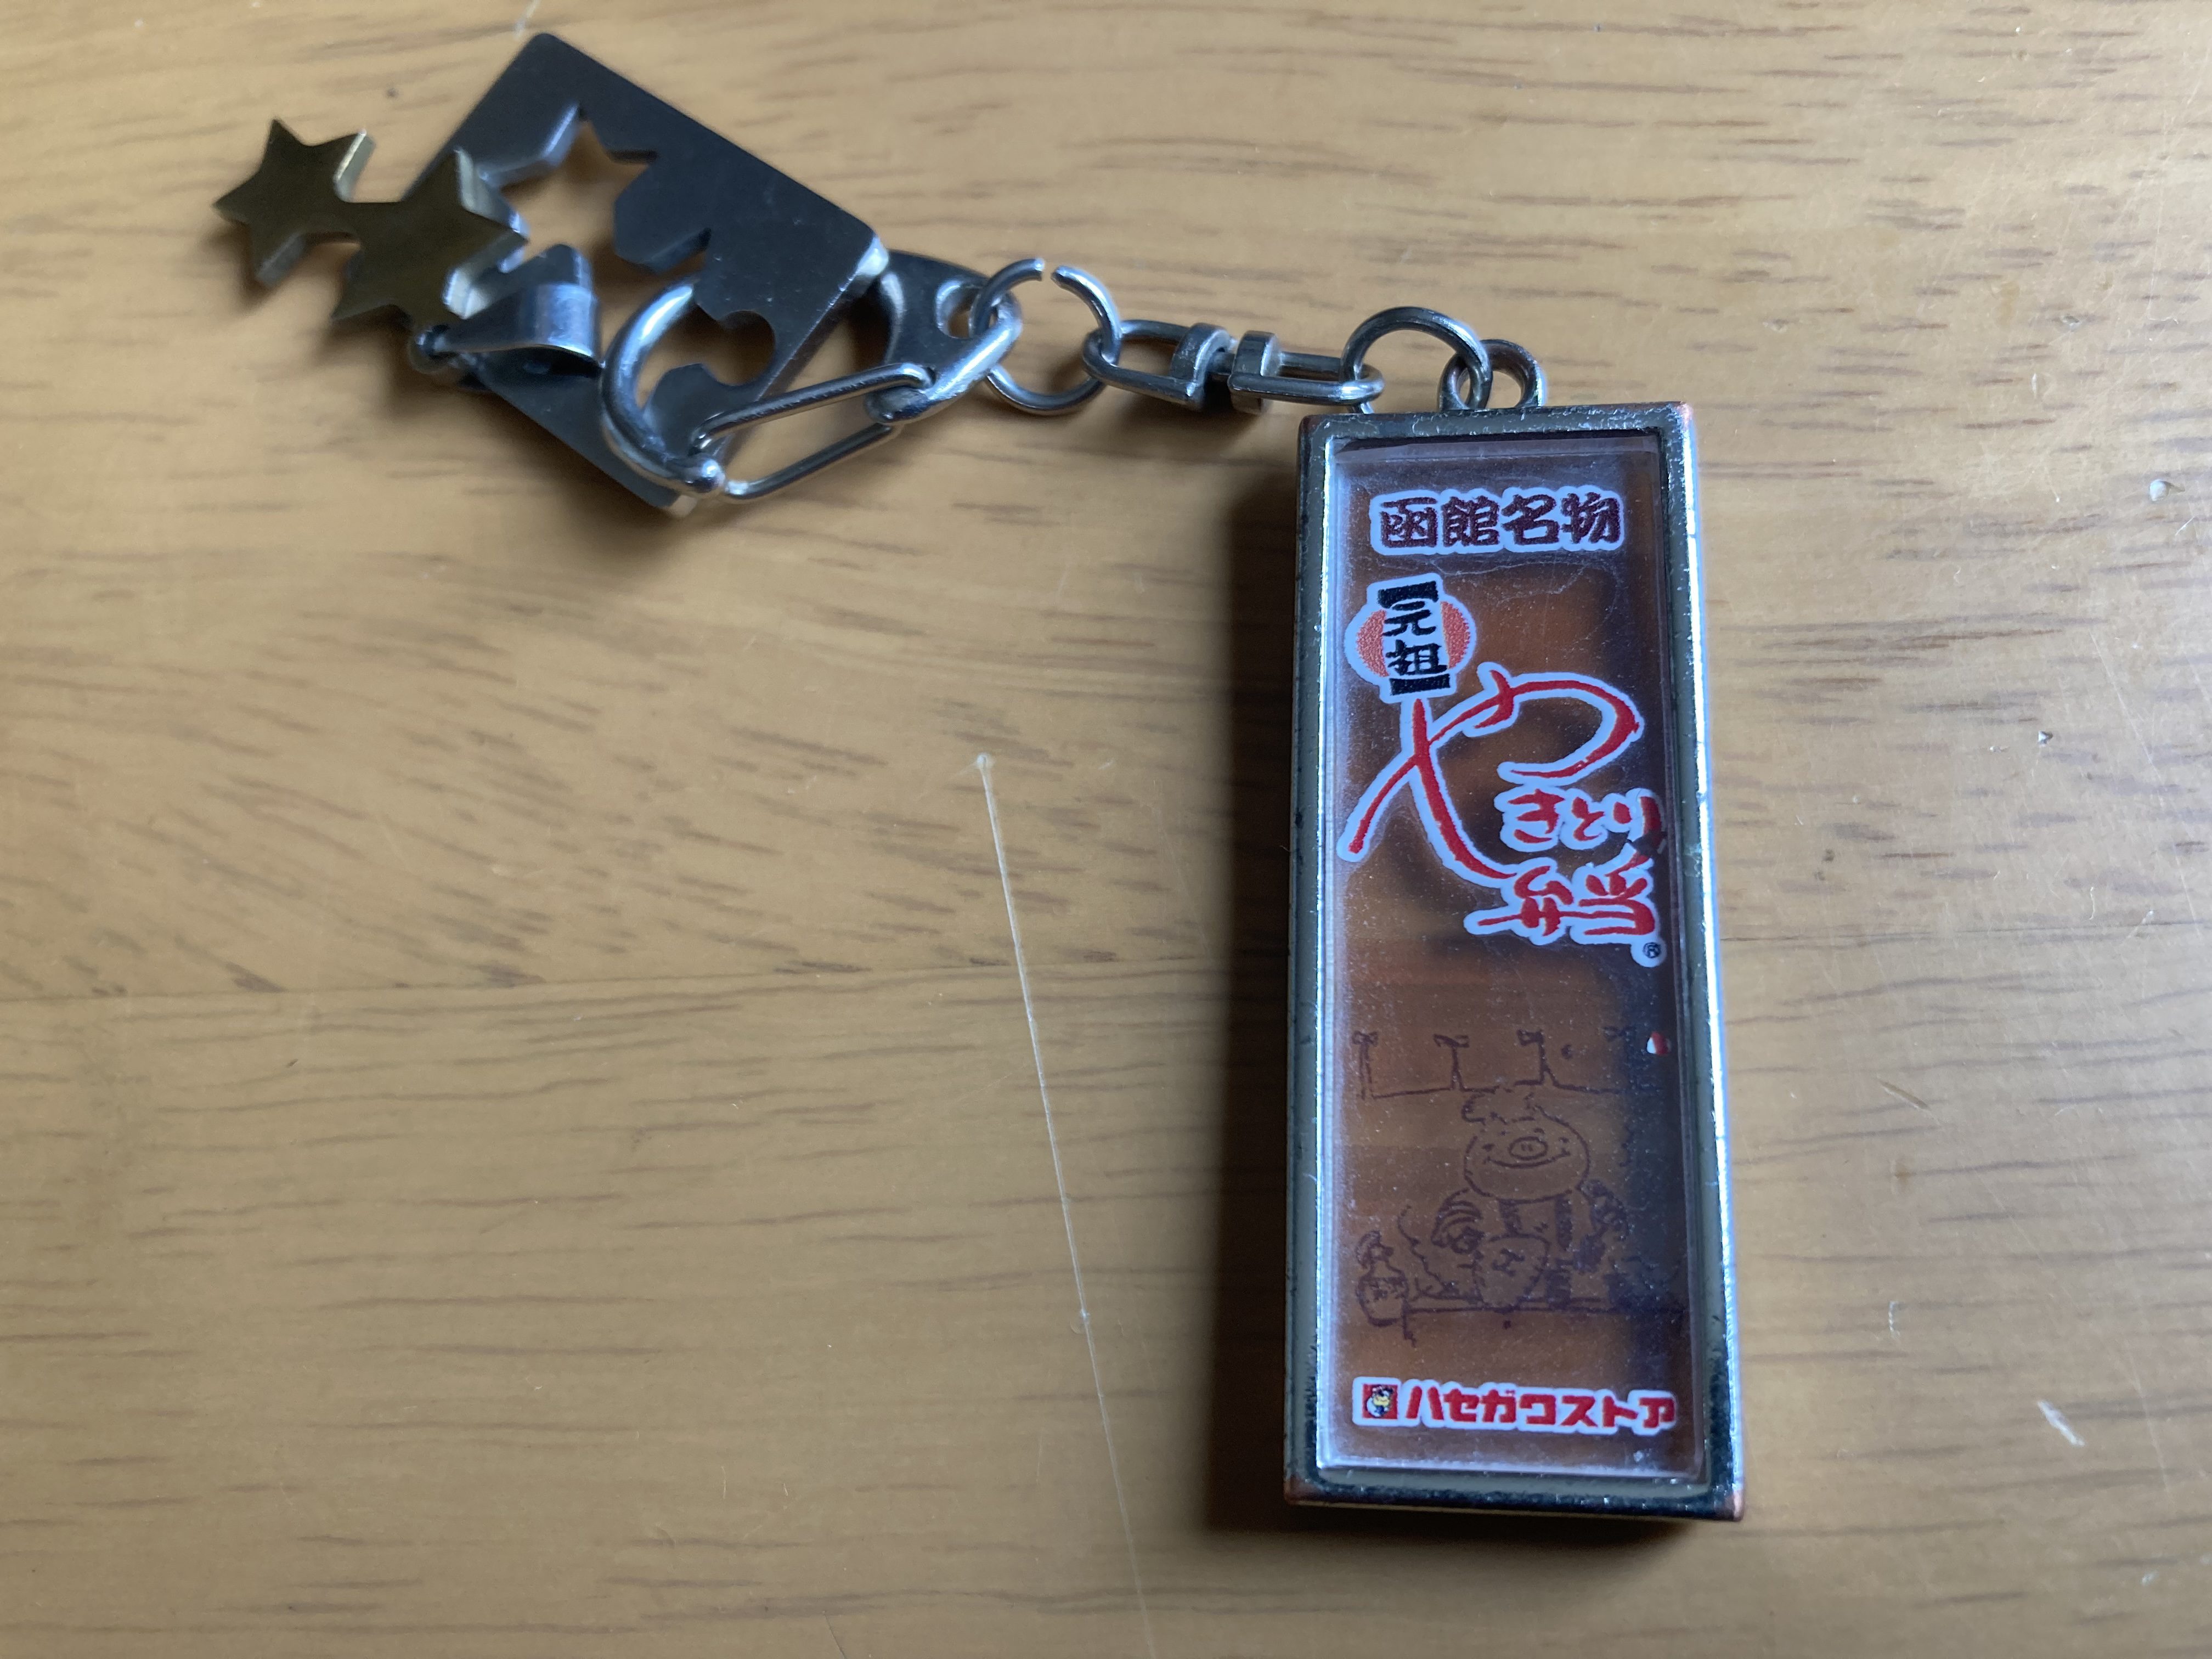 函館名物
元祖
やきとり
弁当®
ハセガワストア